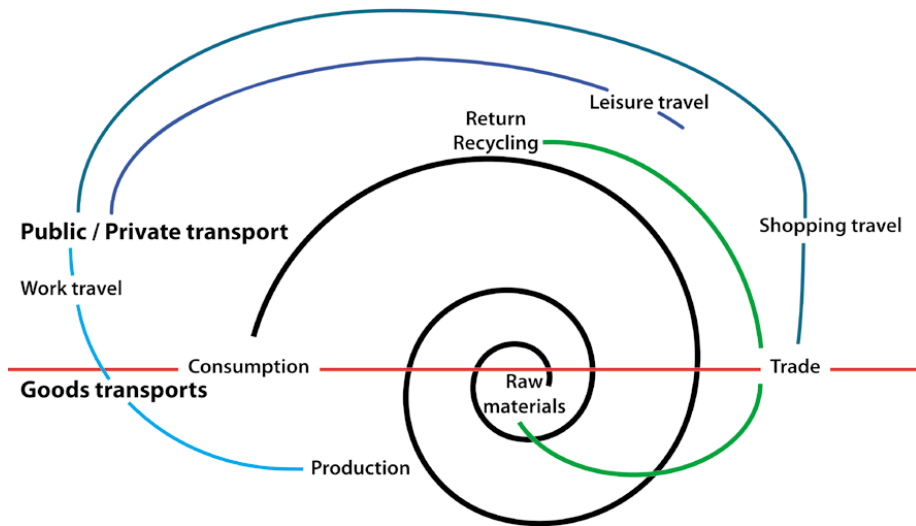 Leisure travel
Return
Recycling
Public / Private transport
Shopping travel
Work travel
Consumption
Trade
Goods transports
Raw
materials
Production